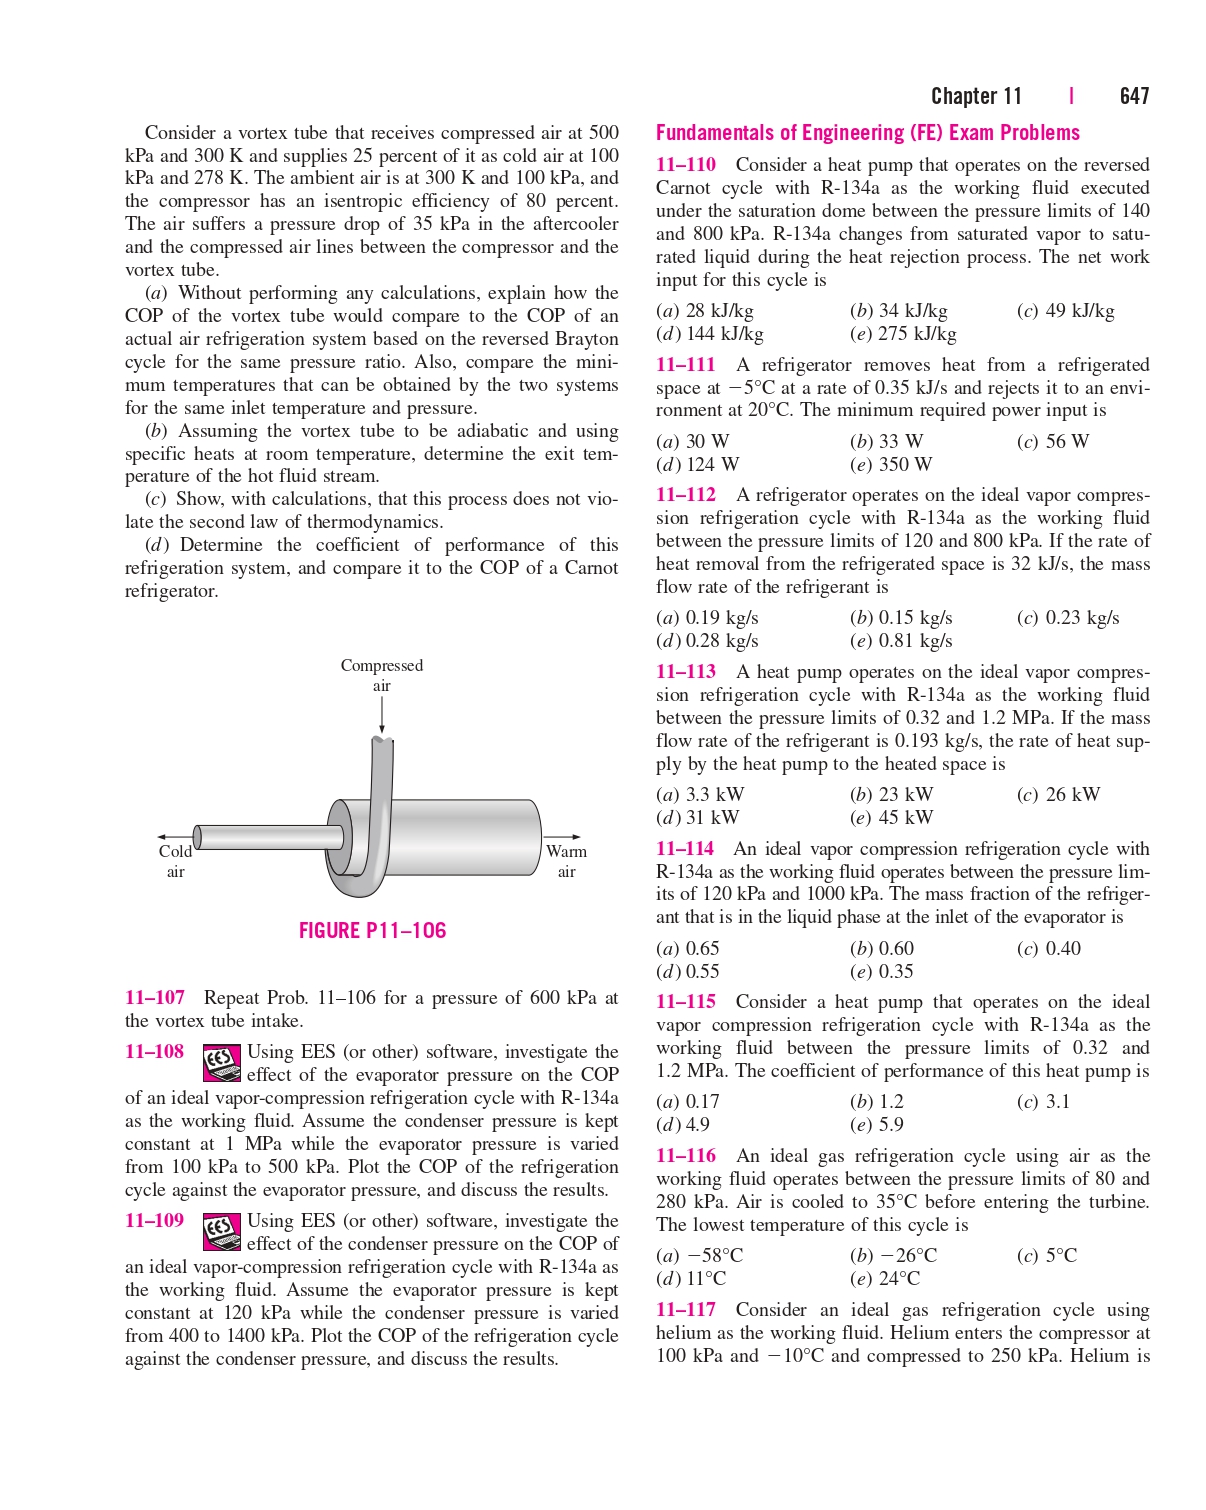 Chapter 11 | 647
Consider a vortex tube that receives compressed air at 500
kPa and 300 K and supplies 25 percent of it as cold air at 100
kPa and 278 K. The ambient air is at 300 K and 100 kPa, and
the compressor has an isentropic efficiency of 80 percent.
The air suffers a pressure drop of 35 kPa in the aftercooler
and the compressed air lines between the compressor and the
vortex tube.
(a) Without performing any calculations, explain how the
COP of the vortex tube would compare to the COP of an
actual air refrigeration system based on the reversed Brayton
cycle for the same pressure ratio. Also, compare the mini-
mum temperatures that can be obtained by the two systems
for the same inlet temperature and pressure.
(b) Assuming the vortex tube to be adiabatic and using
specific heats at room temperature, determine the exit tem-
perature of the hot fluid stream.
(c) Show, with calculations, that this process does not vio-
late the second law of thermodynamics.
(d) Determine the coefficient of performance of this
refrigeration system, and compare it to the COP of a Carnot
refrigerator.
Compressed
air
Cold
air
Warm
air
FIGURE P11–106
11–107 Repeat Prob. 11–106 for a pressure of 600 kPa at
the vortex tube intake.
11–108 EES Using EES (or other) software, investigate the
effect of the evaporator pressure on the COP
of an ideal vapor-compression refrigeration cycle with R-134a
as the working fluid. Assume the condenser pressure is kept
constant at 1 MPa while the evaporator pressure is varied
from 100 kPa to 500 kPa. Plot the COP of the refrigeration
cycle against the evaporator pressure, and discuss the results.
11–109 EES Using EES (or other) software, investigate the
effect of the condenser pressure on the COP of
an ideal vapor-compression refrigeration cycle with R-134a as
the working fluid. Assume the evaporator pressure is kept
constant at 120 kPa while the condenser pressure is varied
from 400 to 1400 kPa. Plot the COP of the refrigeration cycle
against the condenser pressure, and discuss the results.
Fundamentals of Engineering (FE) Exam Problems
11–110 Consider a heat pump that operates on the reversed
Carnot cycle with R-134a as the working fluid executed
under the saturation dome between the pressure limits of 140
and 800 kPa. R-134a changes from saturated vapor to satu-
rated liquid during the heat rejection process. The net work
input for this cycle is
(a) 28 kJ/kg (b) 34 kJ/kg (c) 49 kJ/kg
(d) 144 kJ/kg (e) 275 kJ/kg
11–111 A refrigerator removes heat from a refrigerated
space at −5°C at a rate of 0.35 kJ/s and rejects it to an envi-
ronment at 20°C. The minimum required power input is
(a) 30 W (b) 33 W (c) 56 W
(d) 124 W (e) 350 W
11–112 A refrigerator operates on the ideal vapor compres-
sion refrigeration cycle with R-134a as the working fluid
between the pressure limits of 120 and 800 kPa. If the rate of
heat removal from the refrigerated space is 32 kJ/s, the mass
flow rate of the refrigerant is
(a) 0.19 kg/s (b) 0.15 kg/s (c) 0.23 kg/s
(d) 0.28 kg/s (e) 0.81 kg/s
11–113 A heat pump operates on the ideal vapor compres-
sion refrigeration cycle with R-134a as the working fluid
between the pressure limits of 0.32 and 1.2 MPa. If the mass
flow rate of the refrigerant is 0.193 kg/s, the rate of heat sup-
ply by the heat pump to the heated space is
(a) 3.3 kW (b) 23 kW (c) 26 kW
(d) 31 kW (e) 45 kW
11–114 An ideal vapor compression refrigeration cycle with
R-134a as the working fluid operates between the pressure lim-
its of 120 kPa and 1000 kPa. The mass fraction of the refriger-
ant that is in the liquid phase at the inlet of the evaporator is
(a) 0.65 (b) 0.60 (c) 0.40
(d) 0.55 (e) 0.35
11–115 Consider a heat pump that operates on the ideal
vapor compression refrigeration cycle with R-134a as the
working fluid between the pressure limits of 0.32 and
1.2 MPa. The coefficient of performance of this heat pump is
(a) 0.17 (b) 1.2 (c) 3.1
(d) 4.9 (e) 5.9
11–116 An ideal gas refrigeration cycle using air as the
working fluid operates between the pressure limits of 80 and
280 kPa. Air is cooled to 35°C before entering the turbine.
The lowest temperature of this cycle is
(a) −58°C (b) −26°C (c) 5°C
(d) 11°C (e) 24°C
11–117 Consider an ideal gas refrigeration cycle using
helium as the working fluid. Helium enters the compressor at
100 kPa and −10°C and compressed to 250 kPa. Helium is